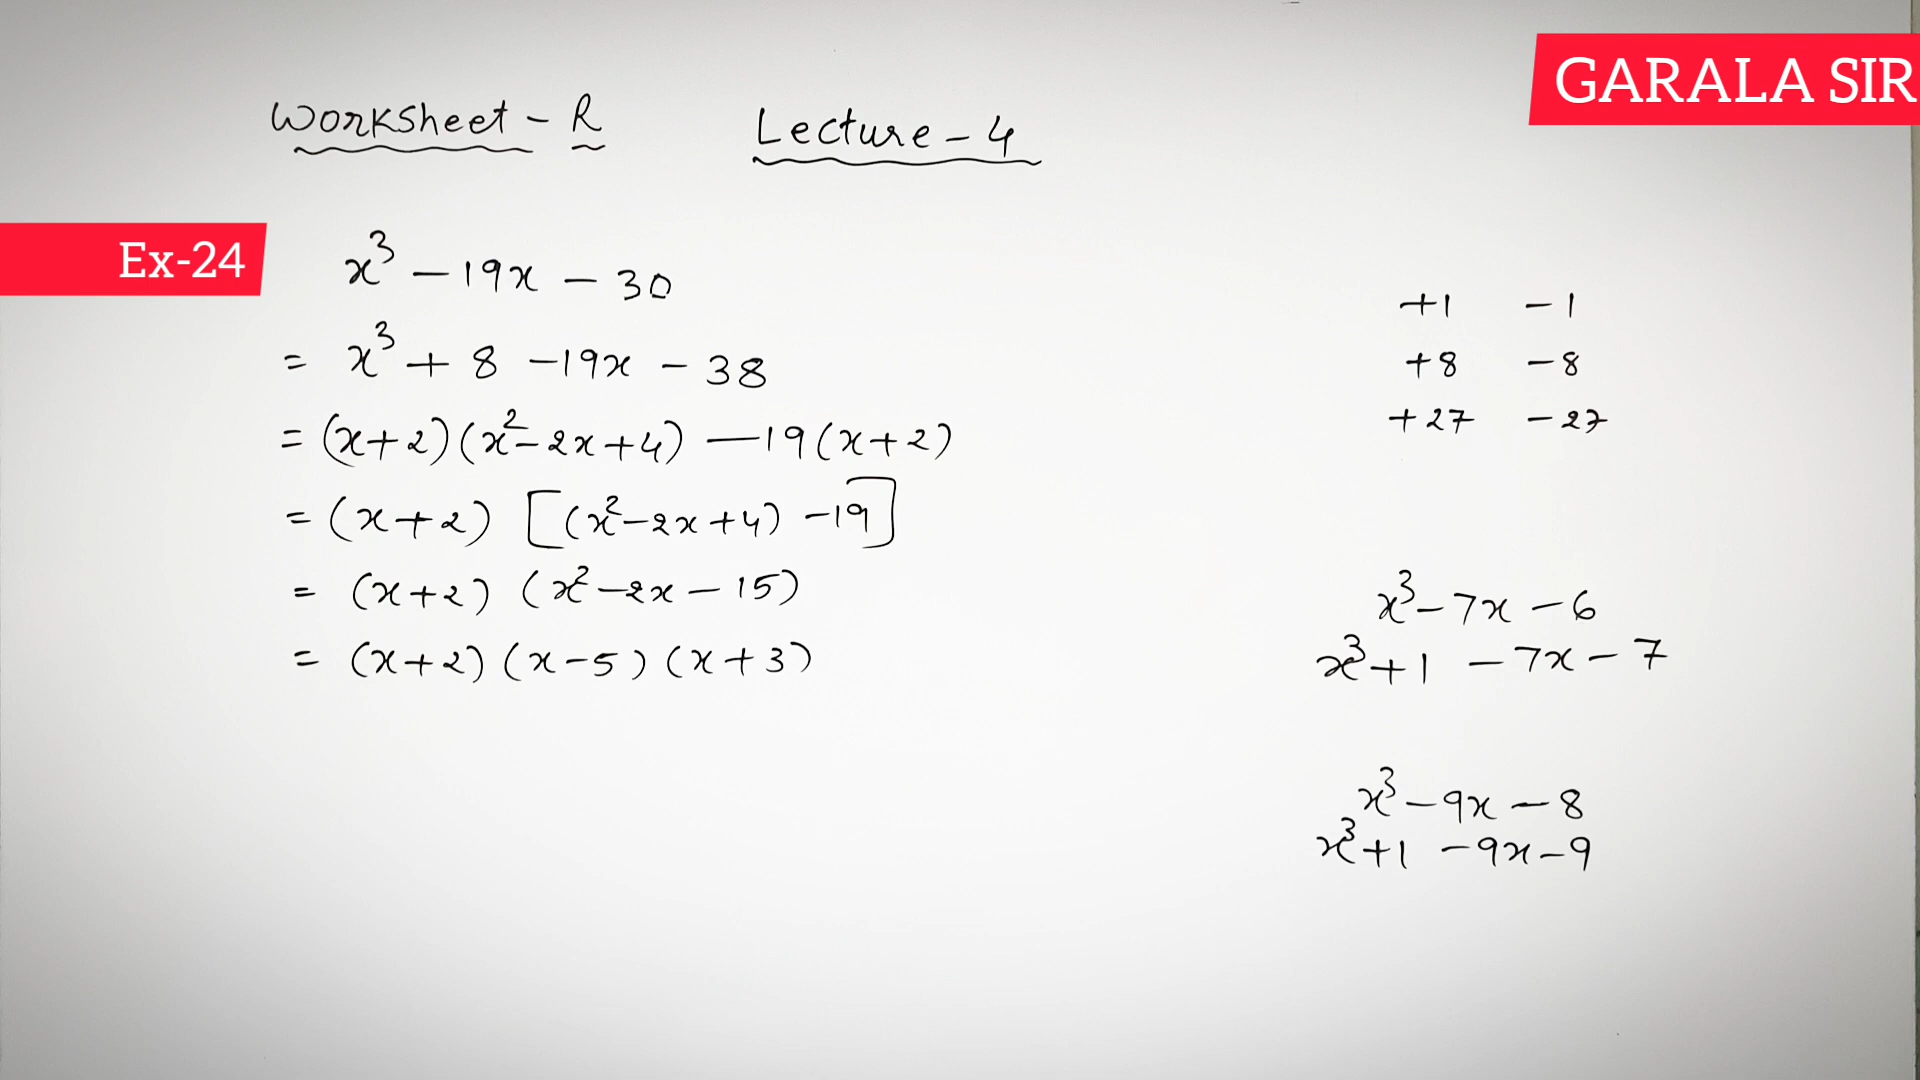 GARALA SIR
Worksheet - R Lecture - 4
Ex-24
x³ - 19x - 30
= x³ + 8 - 19x - 38
= (x+2)(x²-2x+4) - 19(x+2)
= (x+2) [(x²-2x+4) -19]
= (x+2) (x²-2x-15)
= (x+2) (x-5) (x+3)
+1 -1
+8 -8
+27 -27
x³ - 7x - 6
x³+1 - 7x - 7
x³ - 9x - 8
x³+1 - 9x - 9